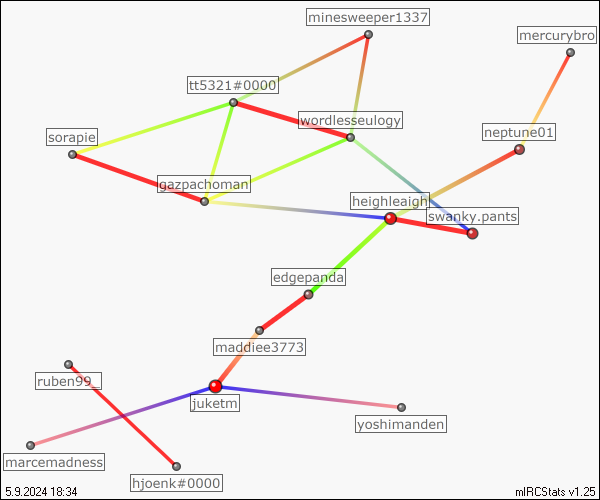 minesweeper1337
mercurybro
tt5321#0000
wordlesseulogy
neptune01
sorapie
gazpachoman
heighleaigh
swanky.pants
edgepanda
maddiee3773
ruben99_
juketm
yoshimanden
marcemadness
hjoenk#0000
5.9.2024 18:34
mIRCStats v1.25